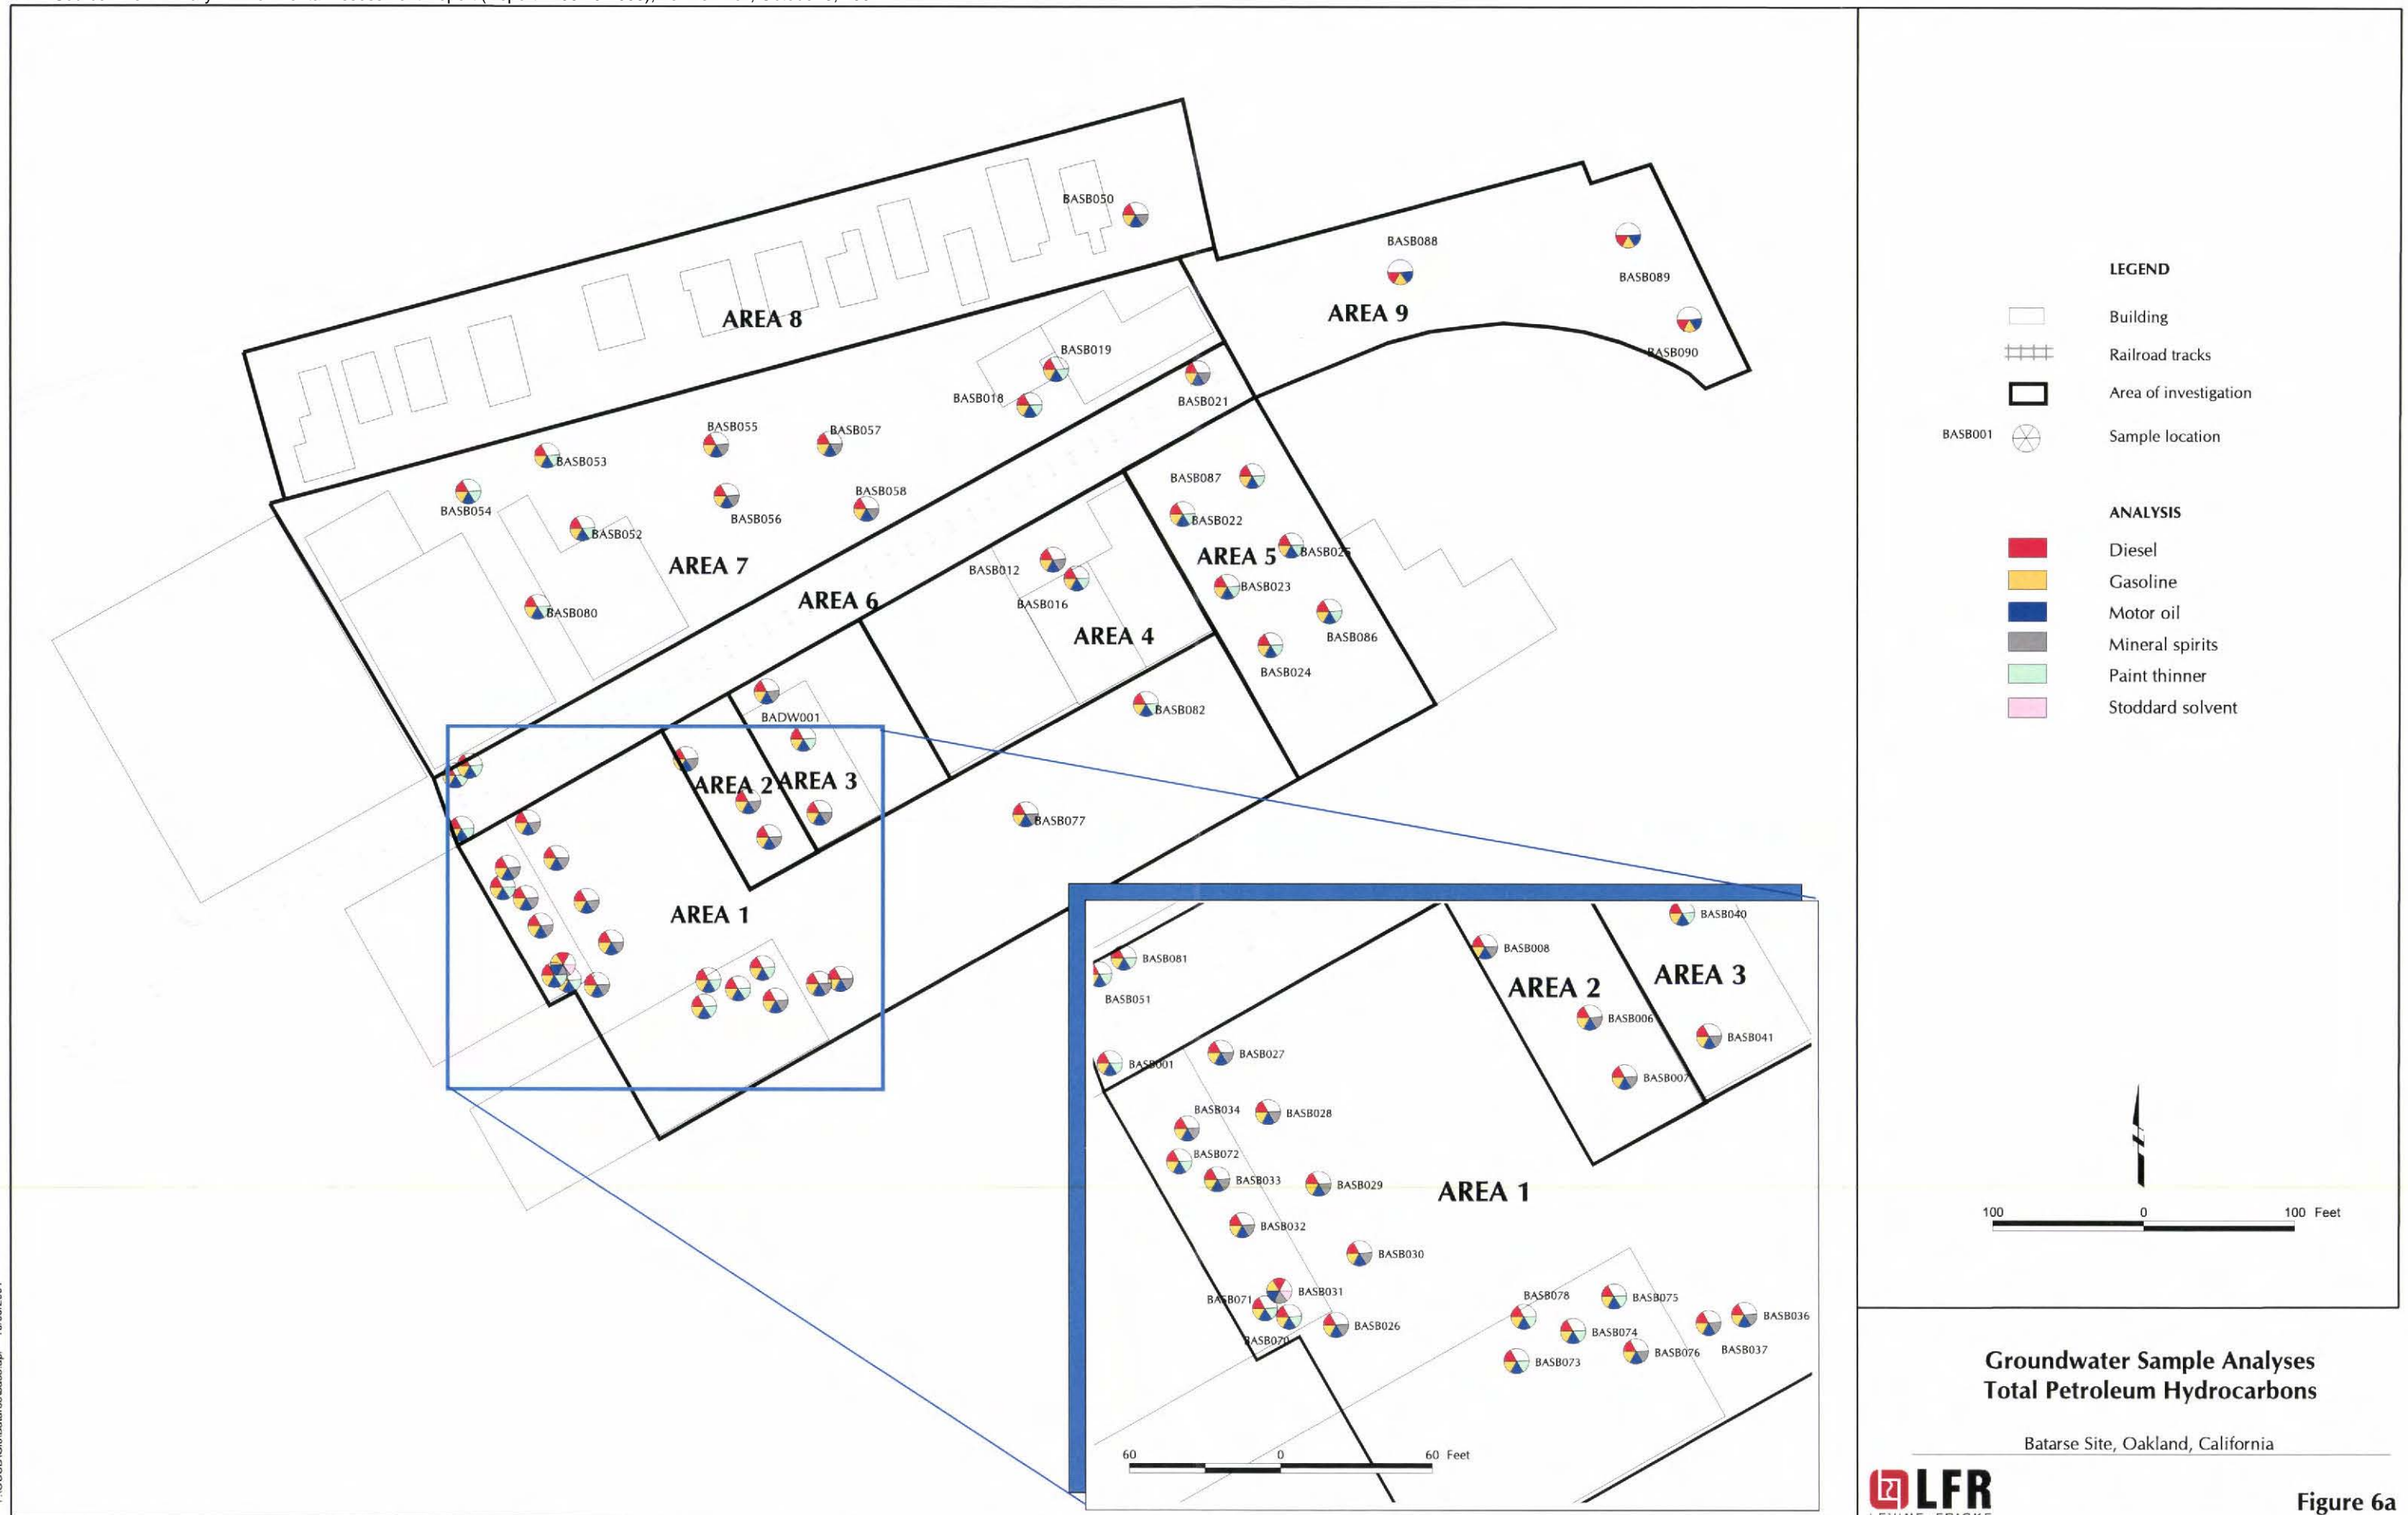 BASB050
BASB088
BASB089
AREA 9
AREA 8
BASB090
BASB019
BASB018
BASB021
BASB055
BASB057
BASB053
BASB054
BASB058
BASB056
BASB052
BASB087
BASB022
AREA 5
BASB025
AREA 7
BASB012
BASB016
BASB023
AREA 6
BASB080
AREA 4
BASB086
BASB024
BASB082
BADW001
AREA 2
AREA 3
BASB077
AREA 1
BASB040
BASB008
BASB081
BASB051
AREA 2
AREA 3
BASB006
BASB041
BASB027
BASB001
BASB007
BASB034
BASB028
BASB072
BASB033
BASB029
AREA 1
BASB032
BASB030
BASB031
BASB071
BASB078
BASB075
BASB036
BASB026
BASB074
BASB070
BASB076
BASB037
BASB073
60 0 60 Feet
LEGEND
Building
Railroad tracks
Area of investigation
BASB001 Sample location
ANALYSIS
Diesel
Gasoline
Motor oil
Mineral spirits
Paint thinner
Stoddard solvent
100 0 100 Feet
Groundwater Sample Analyses
Total Petroleum Hydrocarbons
Batarse Site, Oakland, California
LFR
Figure 6a